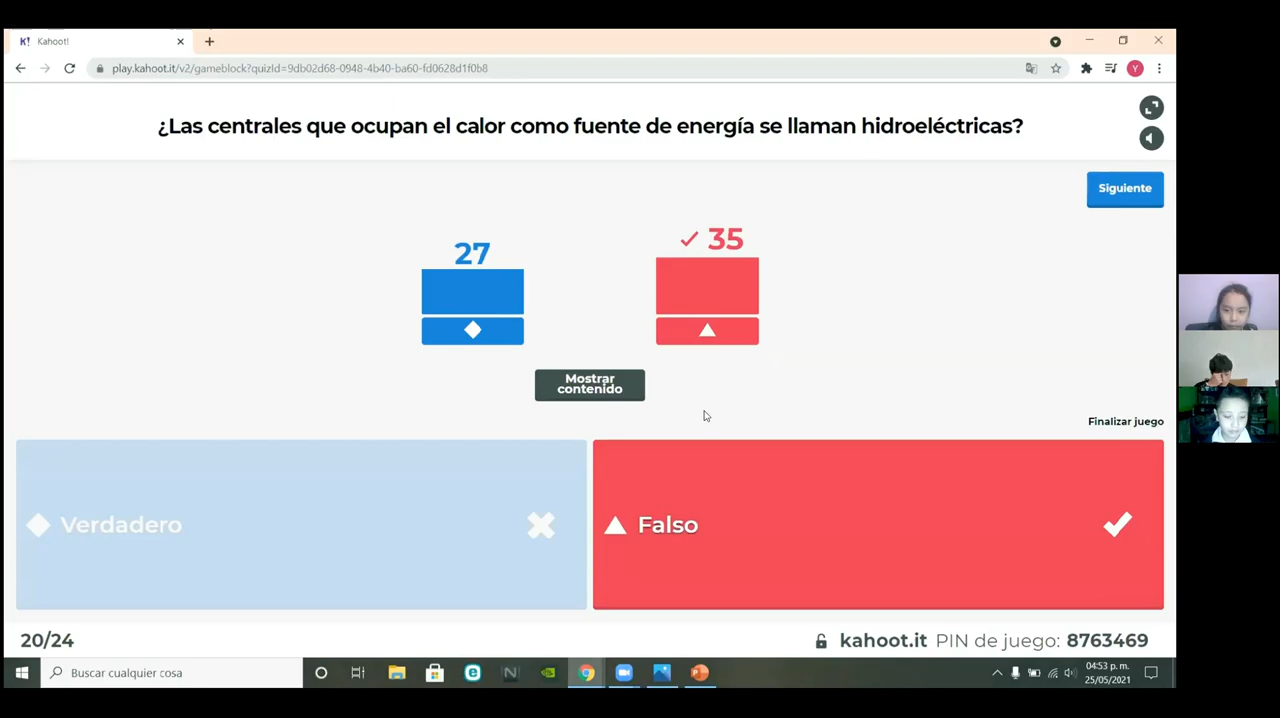 K! Kahoot!
play.kahoot.it/v2/gameblock?quizId=9db02d68-0948-4b40-ba60-fd0628d1f0b8
Y
¿Las centrales que ocupan el calor como fuente de energía se llaman hidroeléctricas?
Siguiente
27
35
Mostrar
contenido
Finalizar juego
Verdadero
Falso
20/24
kahoot.it PIN de juego: 8763469
Buscar cualquier cosa
04:53 p. m.
25/05/2021